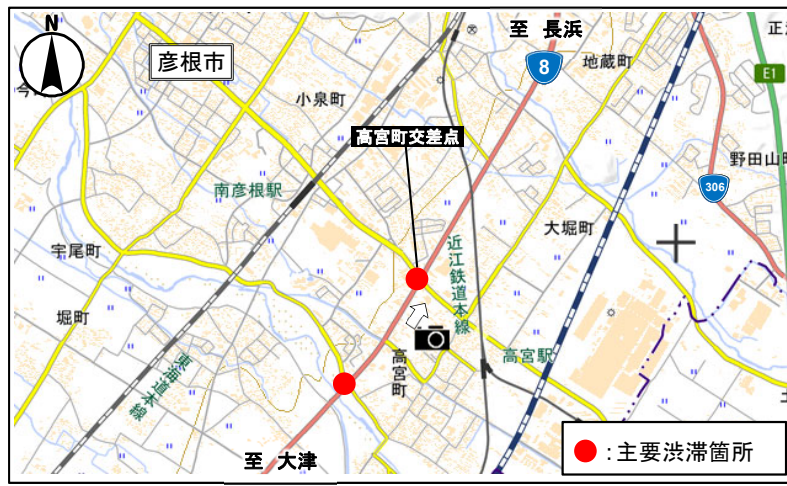 N
至 長浜
正法
彦根市
8
地蔵町
E1
小泉町
高宮町交差点
野田山町
306
南彦根駅
大堀町
宇尾町
近江鉄道本線
堀町
高宮駅
高宮町
東海道本線
至 大津
:主要渋滞箇所